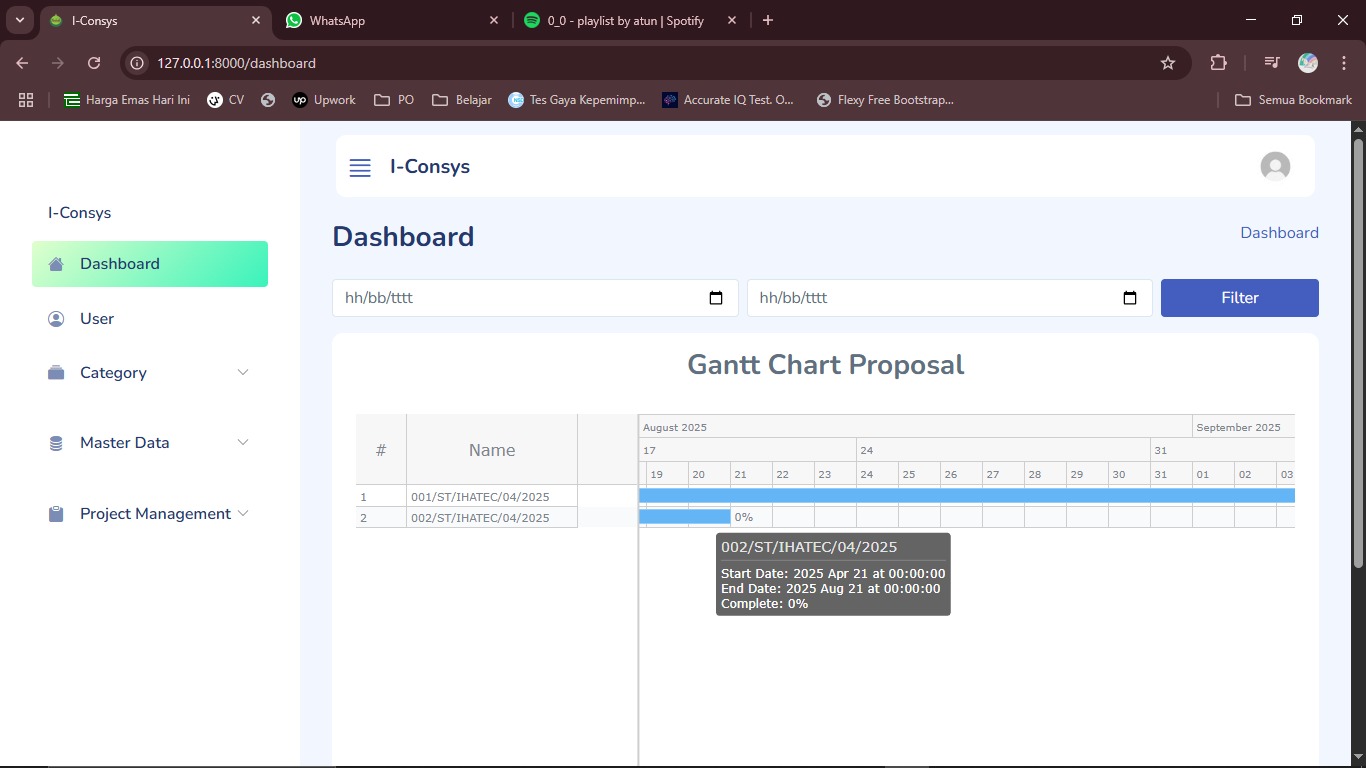 I-Consys
WhatsApp
0_0 - playlist by atun | Spotify
127.0.0.1:8000/dashboard
Harga Emas Hari Ini
CV
up Upwork
PO
Belajar
Tes Gaya Kepemimp...
Accurate IQ Test. O...
Flexy Free Bootstrap...
Semua Bookmark
I-Consys
Dashboard
User
Category
Master Data
Project Management
I-Consys
Dashboard
Dashboard
hh/bb/tttt
hh/bb/tttt
Filter
Gantt Chart Proposal
# Name
August 2025 September 2025
17 24 31
19 20 21 22 23 24 25 26 27 28 29 30 31 01 02 03
1 001/ST/IHATEC/04/2025
2 002/ST/IHATEC/04/2025 0%
002/ST/IHATEC/04/2025
Start Date: 2025 Apr 21 at 00:00:00
End Date: 2025 Aug 21 at 00:00:00
Complete: 0%